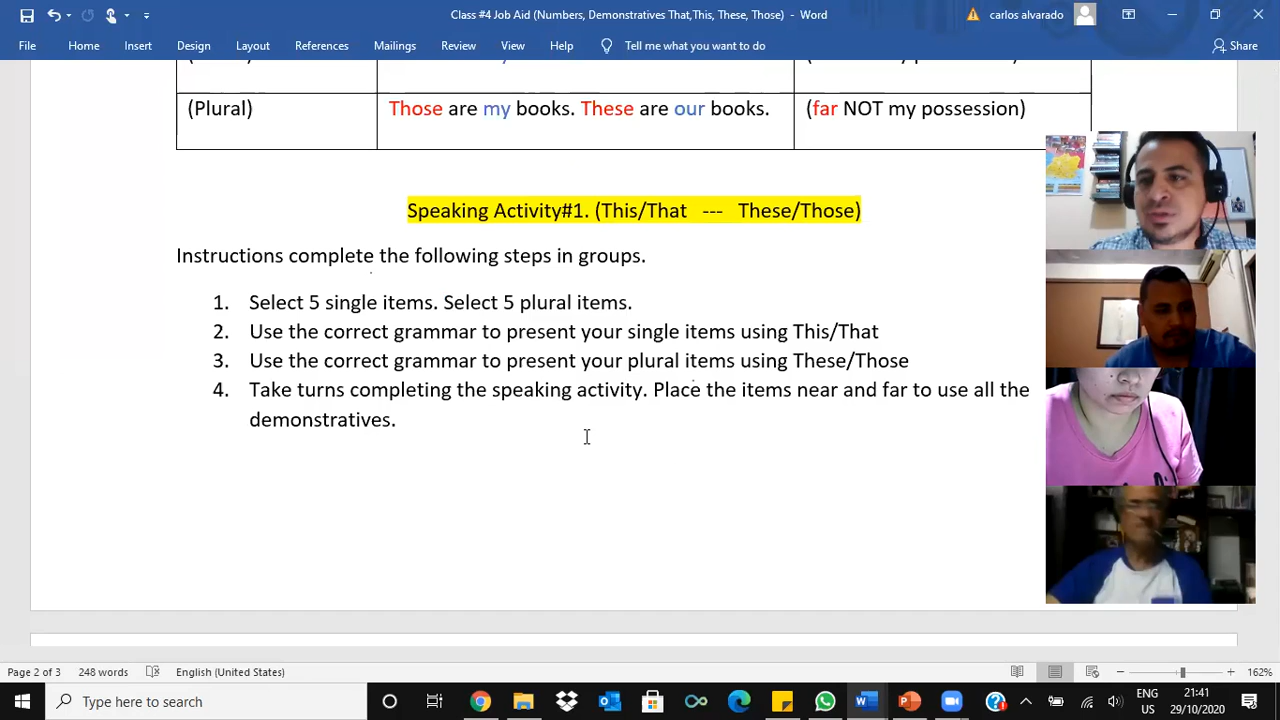 Class #4 Job Aid (Numbers, Demonstratives That,This, These, Those) - Word
carlos alvarado
File Home Insert Design Layout References Mailings Review View Help Tell me what you want to do Share
(Plural) Those are my books. These are our books. (far NOT my possession)
Speaking Activity#1. (This/That --- These/Those)
Instructions complete the following steps in groups.
1. Select 5 single items. Select 5 plural items.
2. Use the correct grammar to present your single items using This/That
3. Use the correct grammar to present your plural items using These/Those
4. Take turns completing the speaking activity. Place the items near and far to use all the
demonstratives.
Page 2 of 3 248 words English (United States) 162%
Type here to search
ENG 21:41
US 29/10/2020